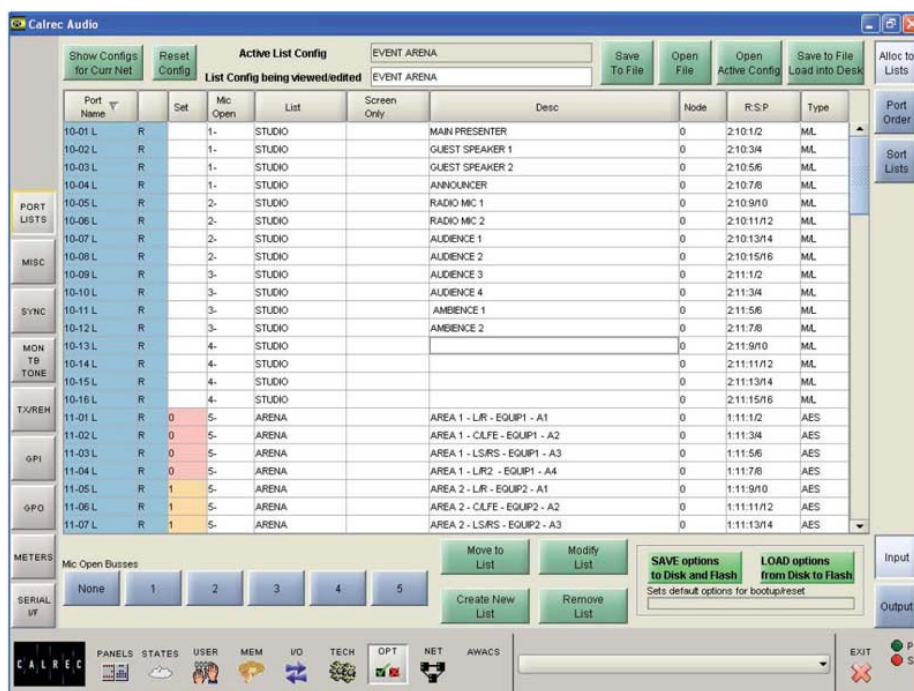 Calrec Audio
Show Configs for Curr Net
Reset Config
Active List Config
EVENT ARENA
List Config being viewed/edited
EVENT ARENA
Save To File
Open File
Open Active Config
Save to File Load into Desk
Alloc to Lists
Port Order
Sort Lists
Port Name Set Mic Open List Screen Only Desc Node R:S:P Type
10-01 L R 1- STUDIO MAIN PRESENTER 0 2:10:1/2 M/L
10-02 L R 1- STUDIO GUEST SPEAKER 1 0 2:10:3/4 M/L
10-03 L R 1- STUDIO GUEST SPEAKER 2 0 2:10:5/6 M/L
10-04 L R 1- STUDIO ANNOUNCER 0 2:10:7/8 M/L
10-05 L R 2- STUDIO RADIO MIC 1 0 2:10:9/10 M/L
10-06 L R 2- STUDIO RADIO MIC 2 0 2:10:11/12 M/L
10-07 L R 2- STUDIO AUDIENCE 1 0 2:10:13/14 M/L
10-08 L R 2- STUDIO AUDIENCE 2 0 2:10:15/16 M/L
10-09 L R 3- STUDIO AUDIENCE 3 0 2:11:1/2 M/L
10-10 L R 3- STUDIO AUDIENCE 4 0 2:11:3/4 M/L
10-11 L R 3- STUDIO AMBIENCE 1 0 2:11:5/6 M/L
10-12 L R 3- STUDIO AMBIENCE 2 0 2:11:7/8 M/L
10-13 L R 4- STUDIO 0 2:11:9/10 M/L
10-14 L R 4- STUDIO 0 2:11:11/12 M/L
10-15 L R 4- STUDIO 0 2:11:13/14 M/L
10-16 L R 4- STUDIO 0 2:11:15/16 M/L
11-01 L R 0 5- ARENA AREA 1 - L/R - EQUIP1 - A1 0 1:11:1/2 AES
11-02 L R 0 5- ARENA AREA 1 - C/LFE - EQUIP1 - A2 0 1:11:3/4 AES
11-03 L R 0 5- ARENA AREA 1 - LS/RS - EQUIP1 - A3 0 1:11:5/6 AES
11-04 L R 0 5- ARENA AREA 1 - L/R2 - EQUIP1 - A4 0 1:11:7/8 AES
11-05 L R 1 5- ARENA AREA 2 - L/R - EQUIP2 - A1 0 1:11:9/10 AES
11-06 L R 1 5- ARENA AREA 2 - C/LFE - EQUIP2 - A2 0 1:11:11/12 AES
11-07 L R 1 5- ARENA AREA 2 - LS/RS - EQUIP2 - A3 0 1:11:13/14 AES
PORT LISTS
MISC
SYNC
MON TB TONE
TX/REH
GPI
GPO
METERS
SERIAL I/F
Mic Open Busses
None 1 2 3 4 5
Move to List
Modify List
Create New List
Remove List
SAVE options to Disk and Flash
LOAD options from Disk to Flash
Sets default options for bootup/reset
Input
Output
CALREC
PANELS STATES USER MEM I/O TECH OPT NET AWACS
EXIT
P
S